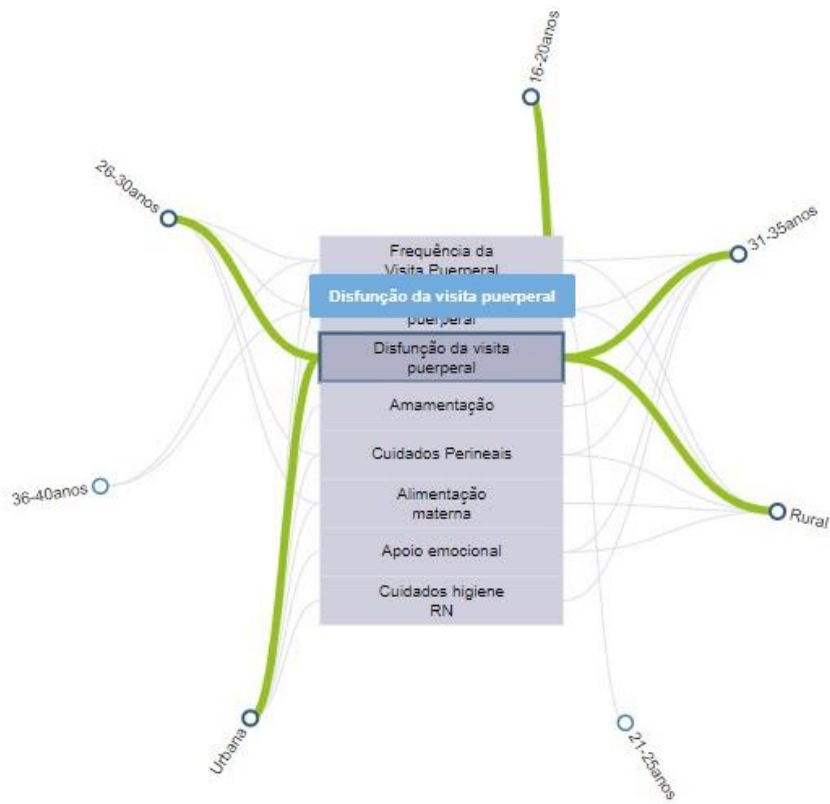 16-20anos
26-30anos
31-35anos
Frequência da
Visita Puerperal
Disfunção da visita puerperal
puerperal
Disfunção da visita
puerperal
Amamentação
Cuidados Perineais
36-40anos
Alimentação
materna
Rural
Apoio emocional
Cuidados higiene
RN
Urbana
21-25anos